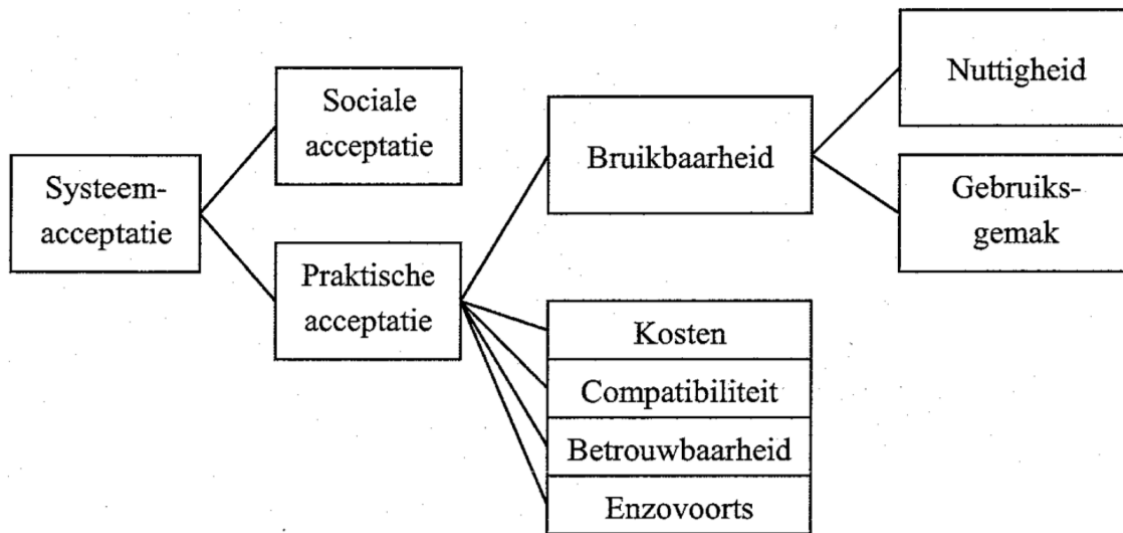 Systeem-
acceptatie
Sociale
acceptatie
Praktische
acceptatie
Bruikbaarheid
Kosten
Compatibiliteit
Betrouwbaarheid
Enzovoorts
Nuttigheid
Gebruiks-
gemak